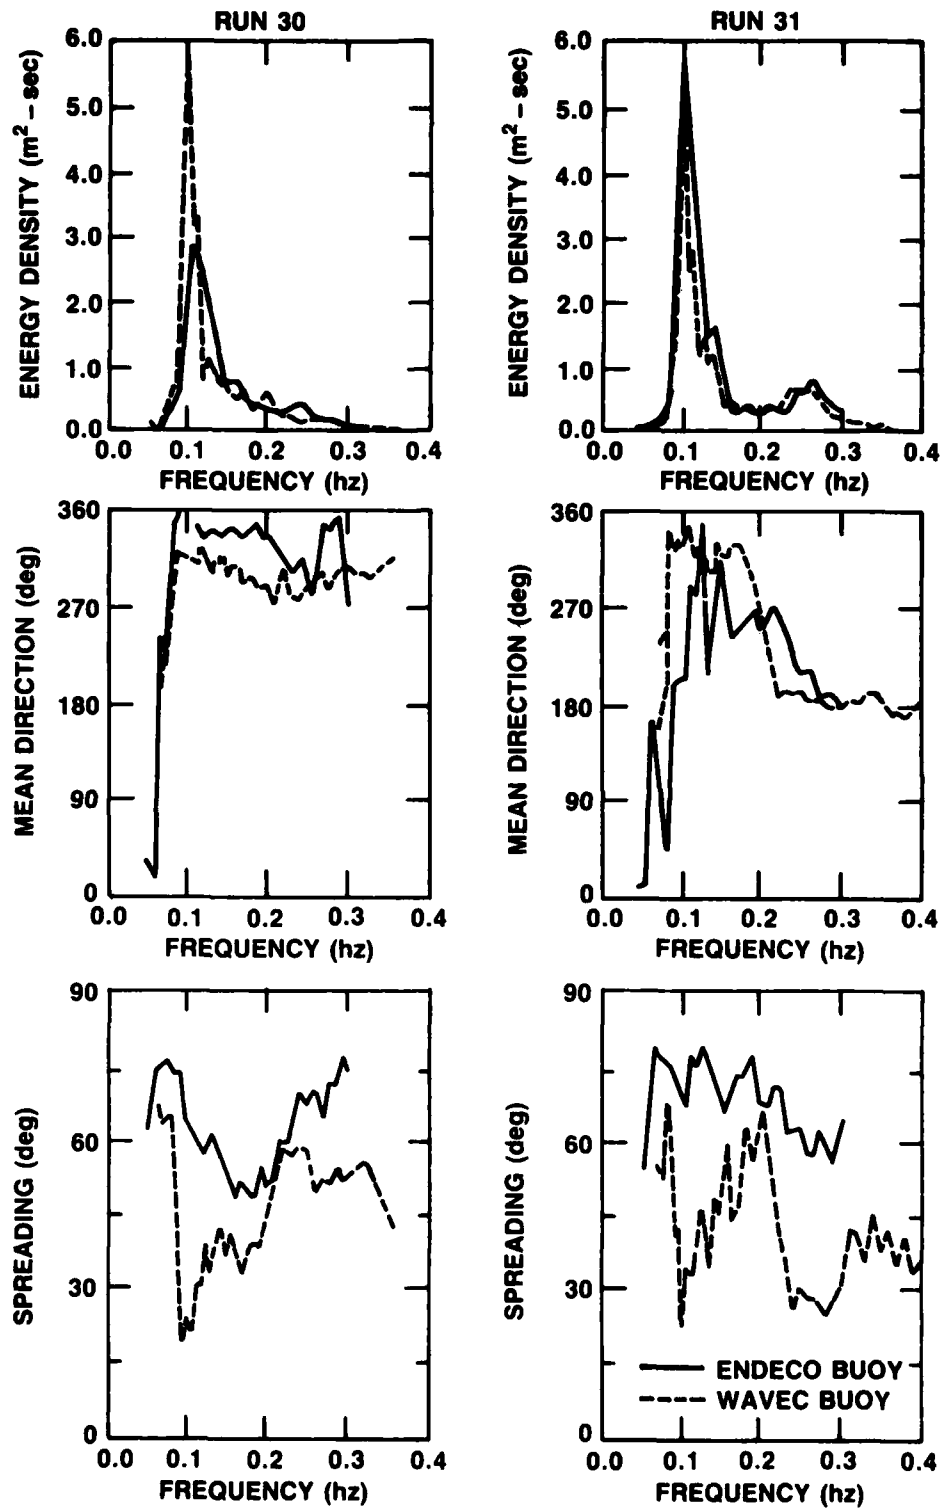 RUN 30
ENERGY DENSITY (m² – sec)
6.0
5.0
4.0
3.0
2.0
1.0
0.0
0.0 0.1 0.2 0.3 0.4
FREQUENCY (hz)
RUN 31
ENERGY DENSITY (m² – sec)
6.0
5.0
4.0
3.0
2.0
1.0
0.0
0.0 0.1 0.2 0.3 0.4
FREQUENCY (hz)
MEAN DIRECTION (deg)
360
270
180
90
0
0.0 0.1 0.2 0.3 0.4
FREQUENCY (hz)
MEAN DIRECTION (deg)
360
270
180
90
0
0.0 0.1 0.2 0.3 0.4
FREQUENCY (hz)
SPREADING (deg)
90
60
30
0
0.0 0.1 0.2 0.3 0.4
FREQUENCY (hz)
SPREADING (deg)
90
60
30
0
ENDECO BUOY
WAVEC BUOY
0.0 0.1 0.2 0.3 0.4
FREQUENCY (hz)